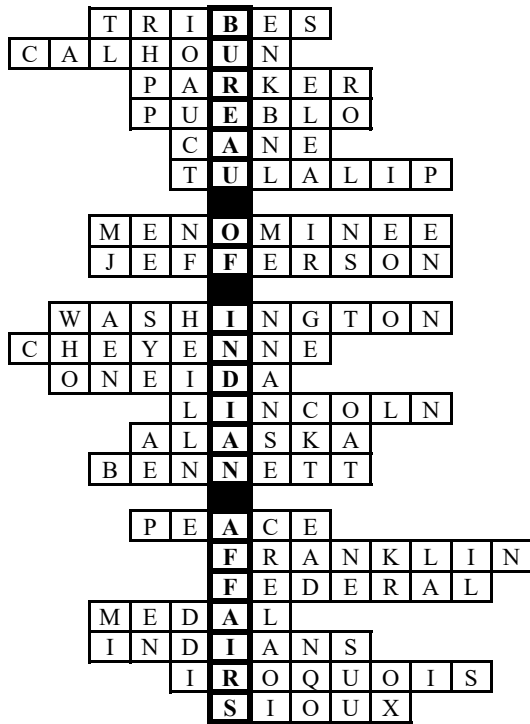 TRIBES
CALHOUN
PARKER
PUEBLO
CANE
TULALIP
MENOMINEE
JEFFERSON
WASHINGTON
CHEYENNE
ONEIDA
LINCOLN
ALASKA
BENNETT
PEACE
FRANKLIN
FEDERAL
MEDAL
INDIANS
IROQUOIS
SIOUX